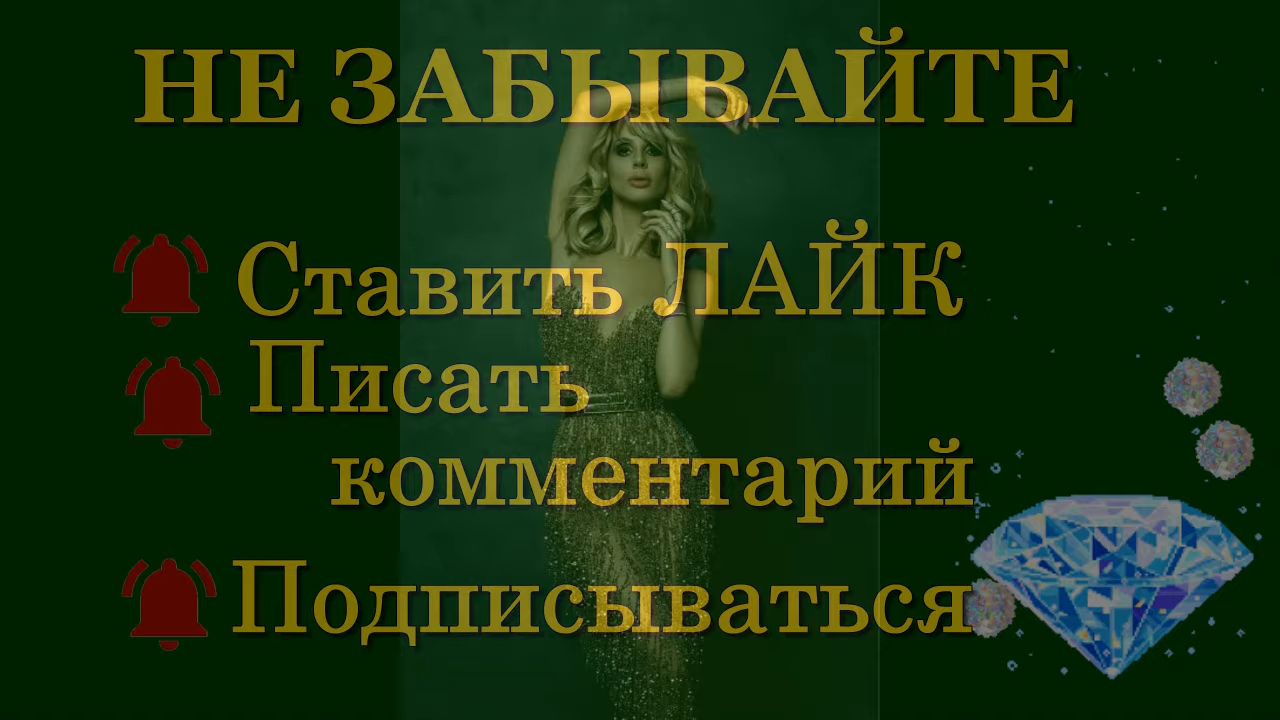 НЕ ЗАБЫВАЙТЕ
Ставить ЛАЙК
Писать
комментарий
Подписываться